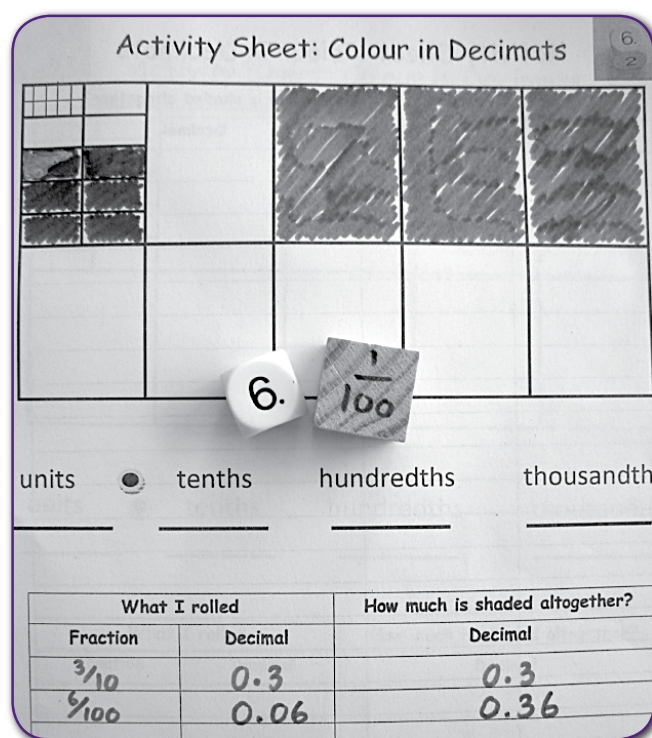 Activity Sheet: Colour in Decimats
6.
2
6.
1
100
units tenths hundredths thousandth
What I rolled How much is shaded altogether?
Fraction Decimal Decimal
3/10 0.3 0.3
6/100 0.06 0.36